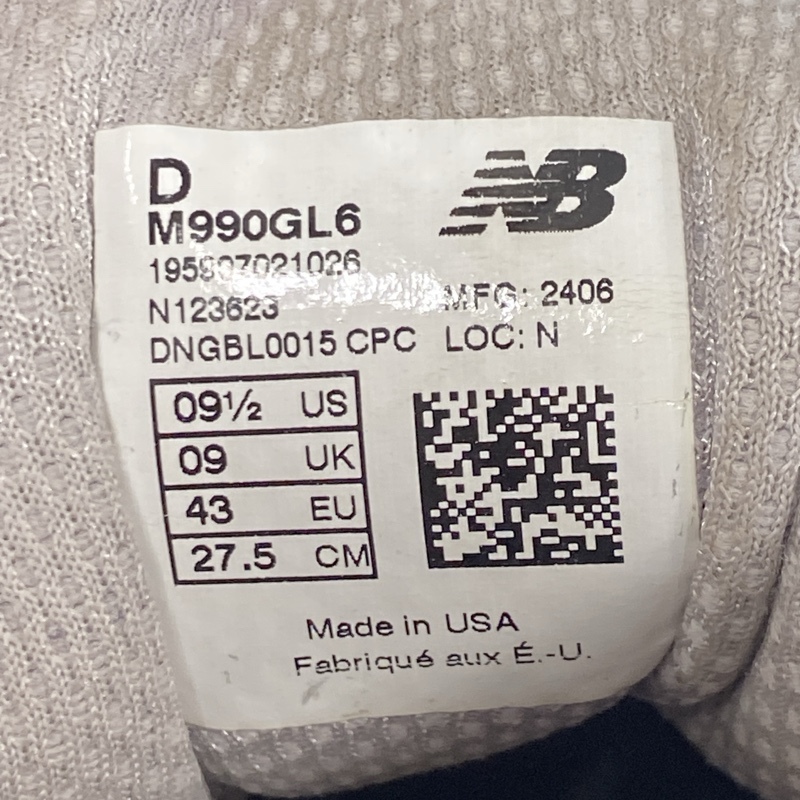 D
NB
M990GL6
195907021026
N123623
MFG: 2406
DNGBL0015 CPC LOC: N
09½ US
09 UK
43 EU
27.5 CM
Made in USA
Fabriqué aux É.-U.